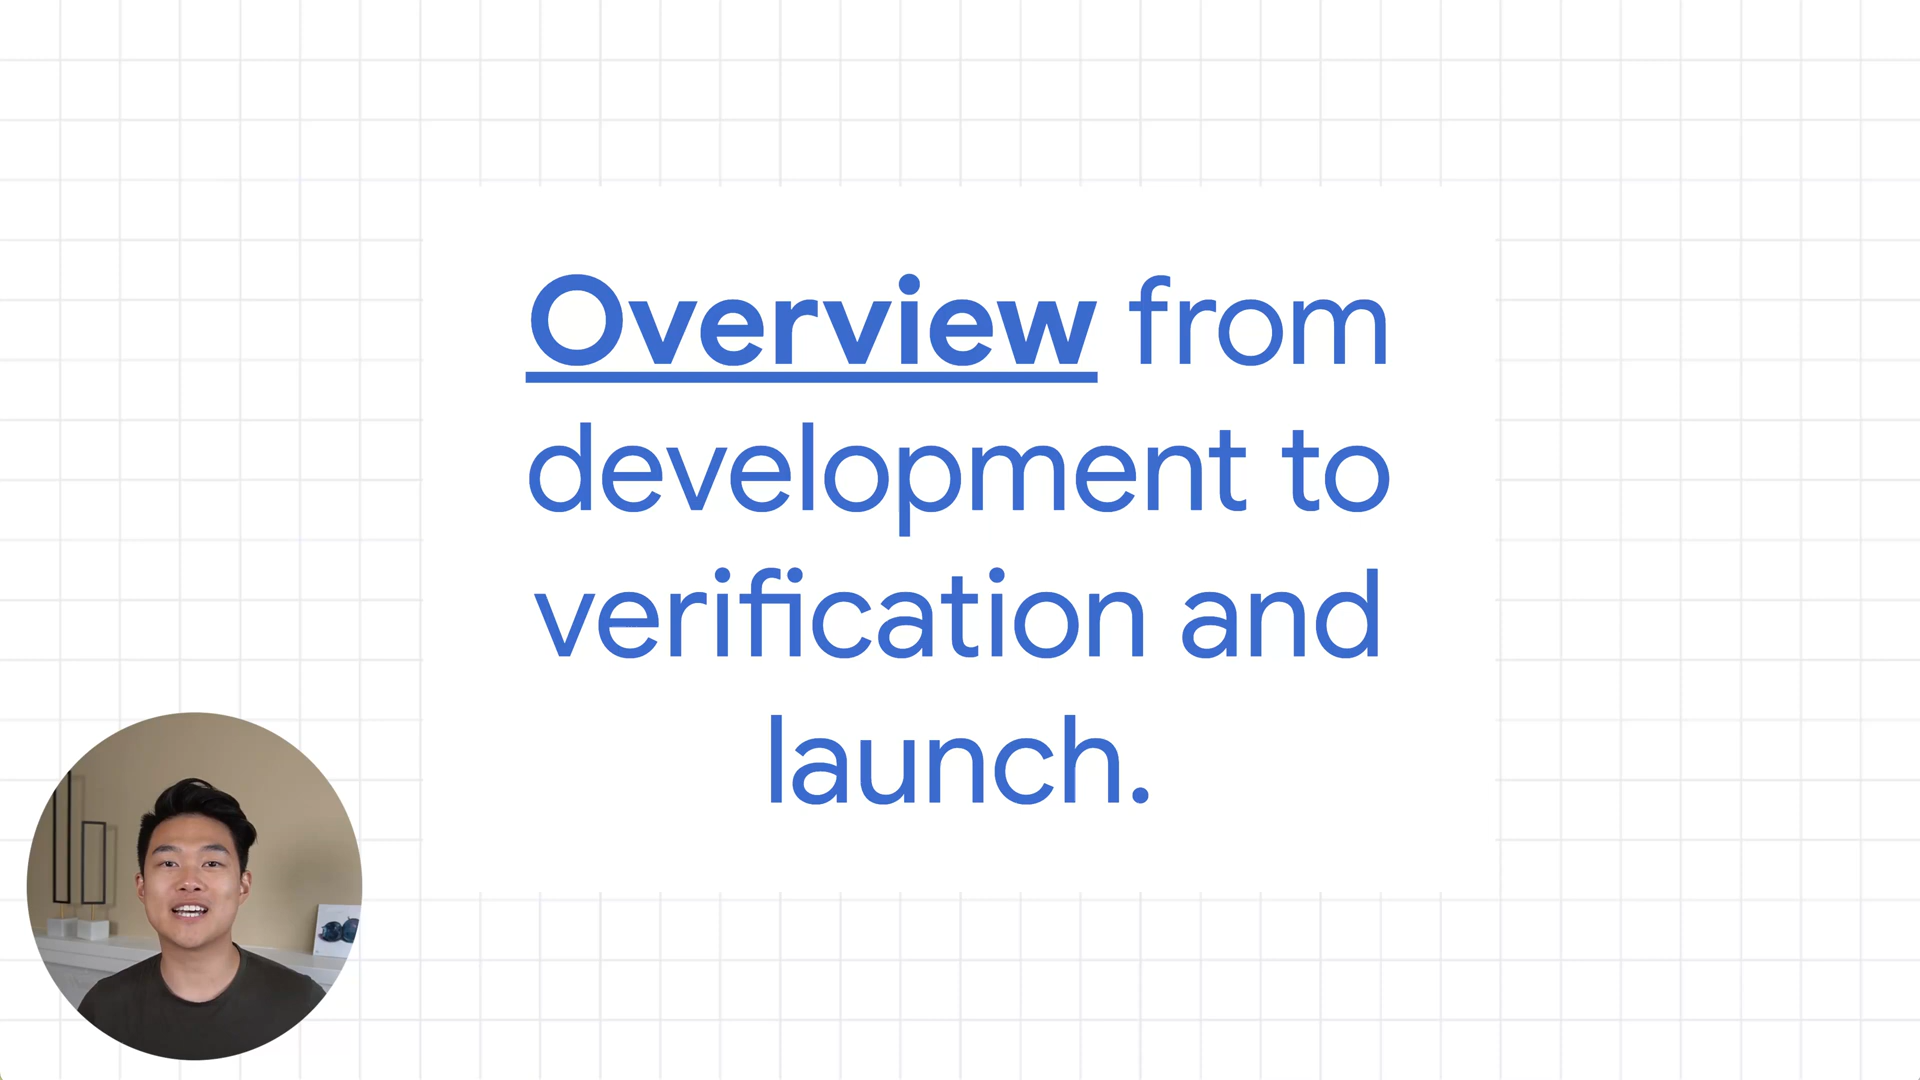 Overview from
development to
verification and
launch.